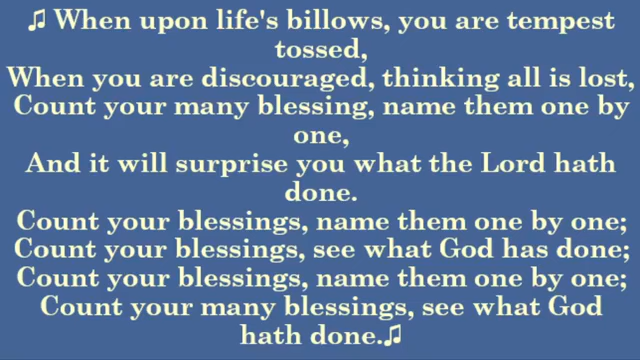 ♫ When upon life's billows, you are tempest
tossed,
When you are discouraged, thinking all is lost,
Count your many blessing, name them one by
one,
And it will surprise you what the Lord hath
done.
Count your blessings, name them one by one;
Count your blessings, see what God has done;
Count your blessings, name them one by one;
Count your many blessings, see what God
hath done.♫